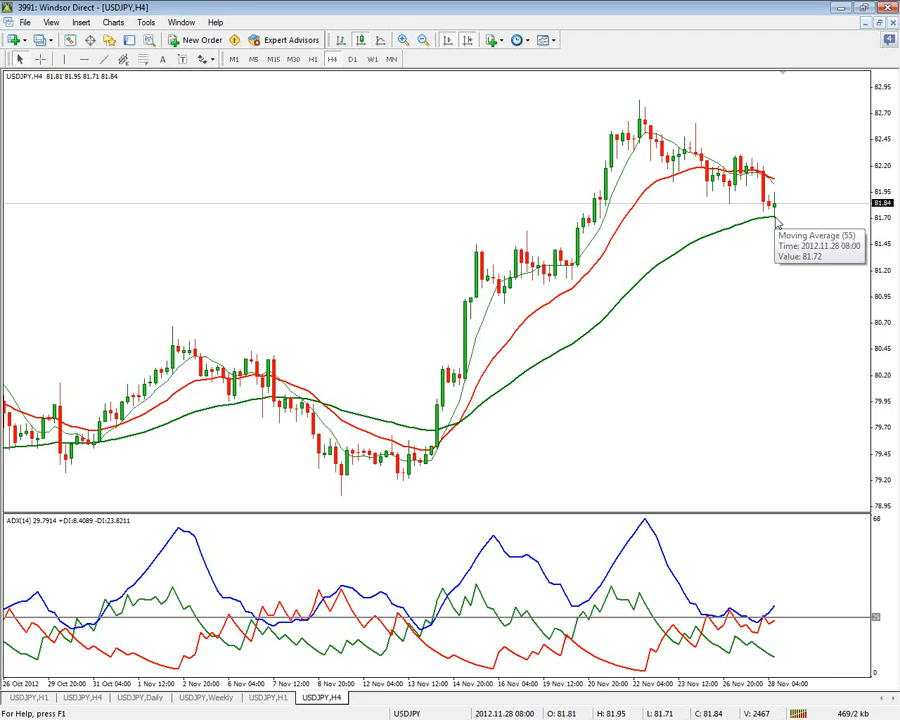 3991: Windsor Direct - [USDJPY,H4]
File View Insert Charts Tools Window Help
New Order Expert Advisors
A T M1 M5 M15 M30 H1 H4 D1 W1 MN
USDJPY,H4 81.81 81.95 81.71 81.84
82.95
82.70
82.45
82.20
81.95
81.84
81.70
Moving Average (55)
Time: 2012.11.28 08:00
Value: 81.72
81.45
81.20
80.95
80.70
80.45
80.20
79.95
79.70
79.45
79.20
78.95
ADX(14) 29.7914 +DI:8.4089 -DI:23.8211
68
0
26 Oct 2012 29 Oct 20:00 31 Oct 04:00 1 Nov 12:00 2 Nov 20:00 6 Nov 04:00 7 Nov 12:00 8 Nov 20:00 12 Nov 04:00 13 Nov 12:00 14 Nov 20:00 16 Nov 04:00 19 Nov 12:00 20 Nov 20:00 22 Nov 04:00 23 Nov 12:00 26 Nov 20:00 28 Nov 04:00
USDJPY,H1 USDJPY,H4 USDJPY,Daily USDJPY,Weekly USDJPY,H1 USDJPY,H4
For Help, press F1 USDJPY 2012.11.28 08:00 O: 81.81 H: 81.95 L: 81.71 C: 81.84 V: 2467 469/2 kb